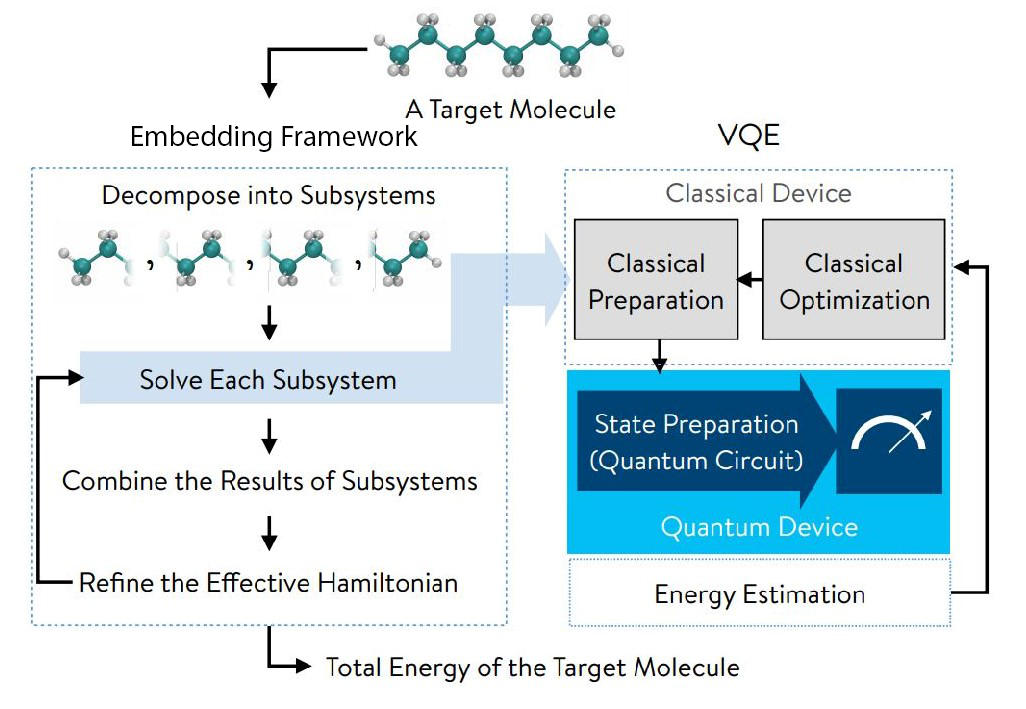 A Target Molecule
Embedding Framework
Decompose into Subsystems
, , ,
Solve Each Subsystem
Combine the Results of Subsystems
Refine the Effective Hamiltonian
Total Energy of the Target Molecule
VQE
Classical Device
Classical
Preparation
Classical
Optimization
State Preparation
(Quantum Circuit)
Quantum Device
Energy Estimation